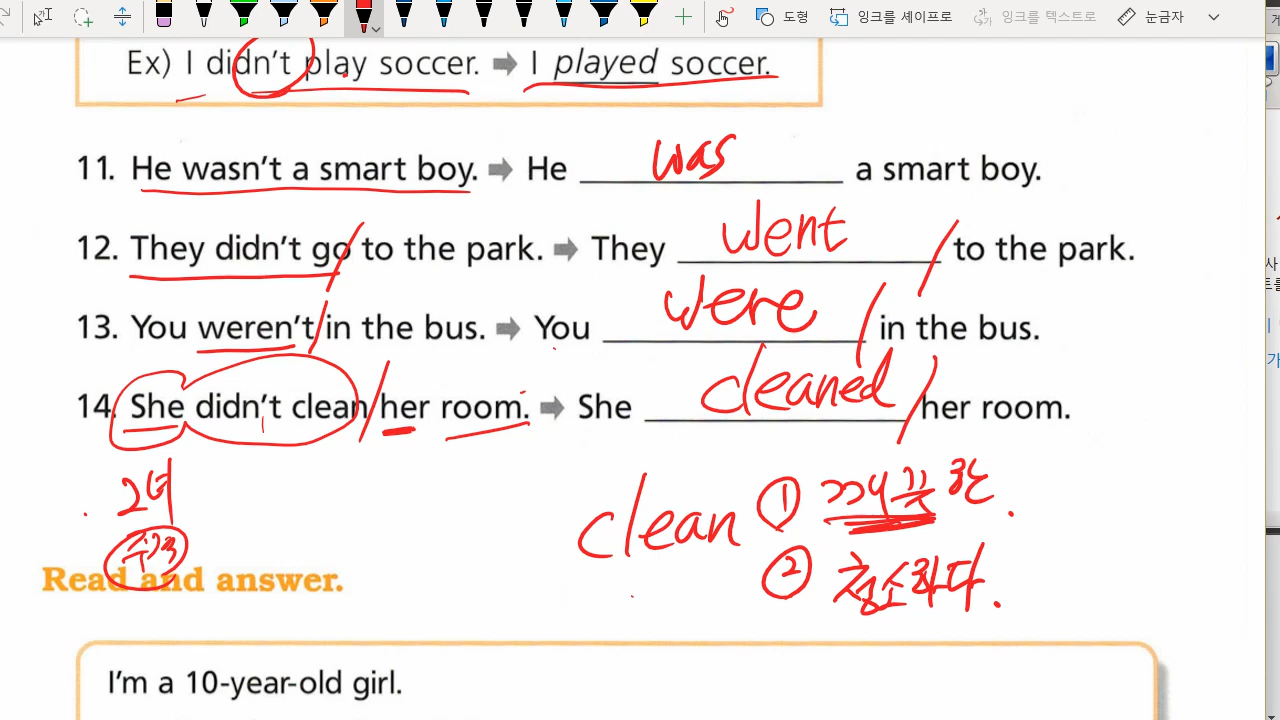 도형 잉크를 셰이프로 잉크를 텍스트로 눈금자
Ex) I didn't play soccer. ➡ I played soccer.
11. He wasn't a smart boy. ➡ He was a smart boy.
12. They didn't go to the park. ➡ They went to the park.
13. You weren't in the bus. ➡ You were in the bus.
14. She didn't clean her room. ➡ She cleaned her room.
그녀
주격
clean ① 깨끗한.
② 청소하다.
Read and answer.
I'm a 10-year-old girl.